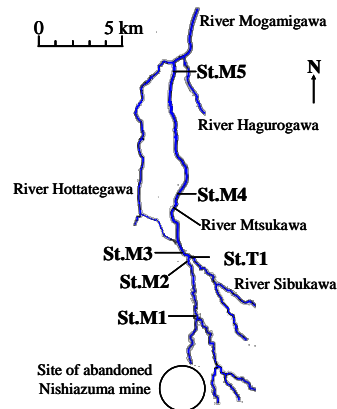 River Mogamigawa
0 5 km
St.M5
N
River Hagurogawa
River Hottategawa
St.M4
River Mtsukawa
St.M3
St.T1
St.M2
River Sibukawa
St.M1
Site of abandoned
Nishiazuma mine